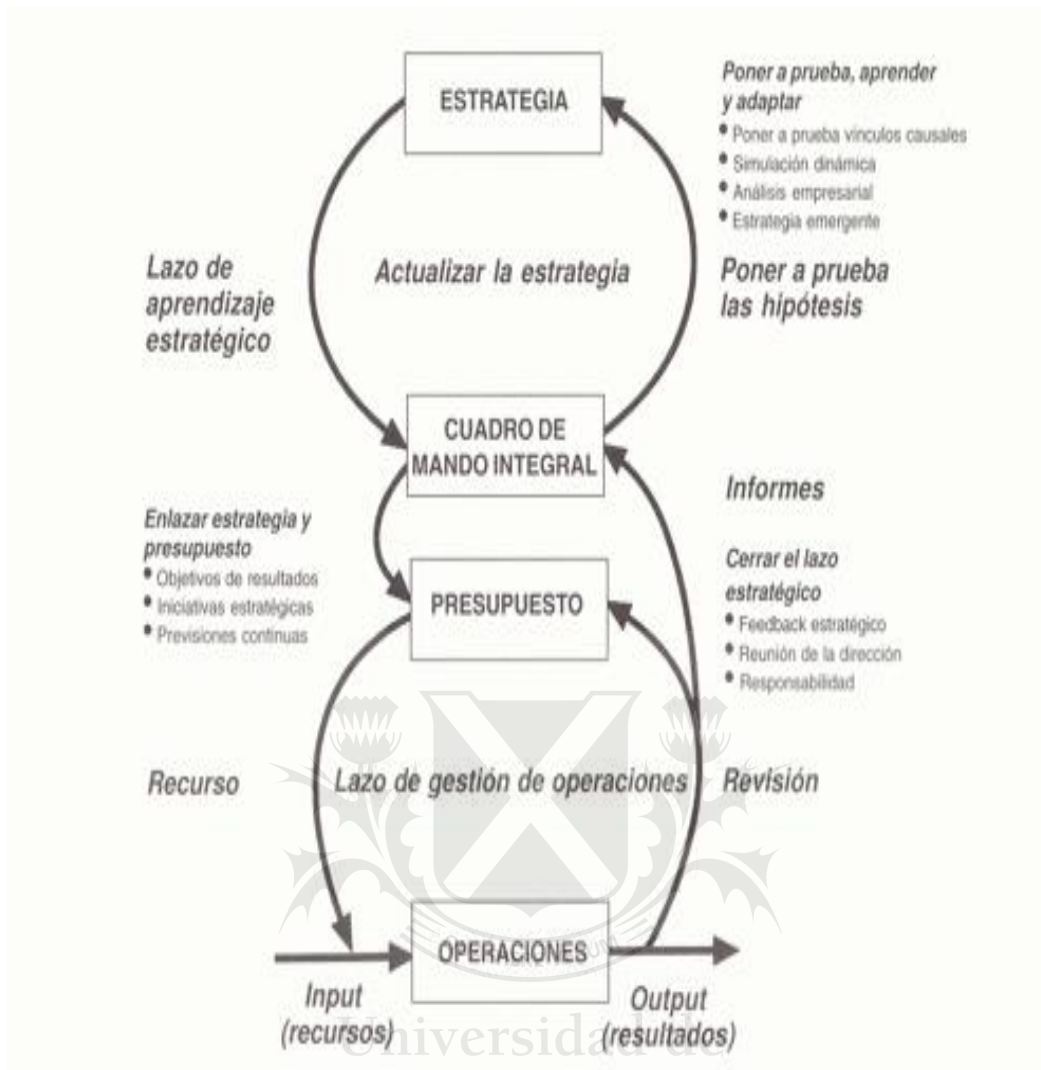 ESTRATEGIA
Poner a prueba, aprender
y adaptar
• Poner a prueba vínculos causales
• Simulación dinámica
• Análisis empresarial
• Estrategia emergente
Lazo de
aprendizaje
estratégico
Actualizar la estrategia
Poner a prueba
las hipótesis
CUADRO DE
MANDO INTEGRAL
Informes
Enlazar estrategia y
presupuesto
• Objetivos de resultados
• Iniciativas estratégicas
• Previsiones continuas
PRESUPUESTO
Cerrar el lazo
estratégico
• Feedback estratégico
• Reunión de la dirección
• Responsabilidad
Recurso
Lazo de gestión de operaciones
Revisión
OPERACIONES
Input
(recursos)
Output
(resultados)
Universidad de